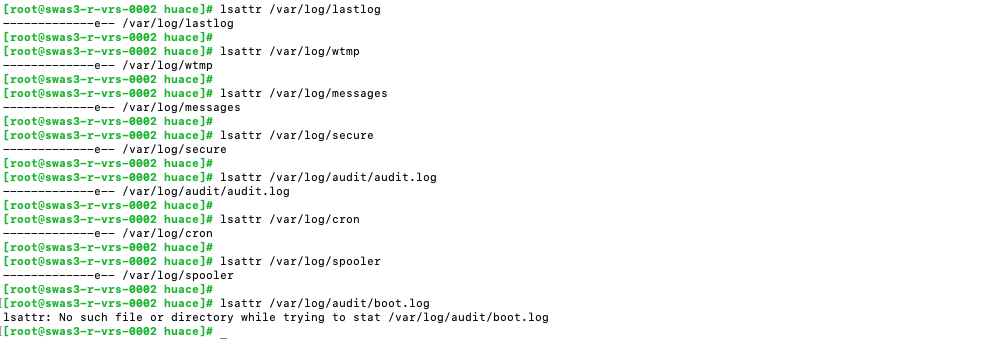 [root@swas3-r-vrs-0002 huace]# lsattr /var/log/lastlog
-------------e-- /var/log/lastlog
[root@swas3-r-vrs-0002 huace]#
[root@swas3-r-vrs-0002 huace]# lsattr /var/log/wtmp
-------------e-- /var/log/wtmp
[root@swas3-r-vrs-0002 huace]#
[root@swas3-r-vrs-0002 huace]# lsattr /var/log/messages
-------------e-- /var/log/messages
[root@swas3-r-vrs-0002 huace]#
[root@swas3-r-vrs-0002 huace]# lsattr /var/log/secure
-------------e-- /var/log/secure
[root@swas3-r-vrs-0002 huace]#
[root@swas3-r-vrs-0002 huace]# lsattr /var/log/audit/audit.log
-------------e-- /var/log/audit/audit.log
[root@swas3-r-vrs-0002 huace]#
[root@swas3-r-vrs-0002 huace]# lsattr /var/log/cron
-------------e-- /var/log/cron
[root@swas3-r-vrs-0002 huace]#
[root@swas3-r-vrs-0002 huace]# lsattr /var/log/spooler
-------------e-- /var/log/spooler
[root@swas3-r-vrs-0002 huace]#
[[root@swas3-r-vrs-0002 huace]# lsattr /var/log/audit/boot.log
lsattr: No such file or directory while trying to stat /var/log/audit/boot.log
[[root@swas3-r-vrs-0002 huace]# _